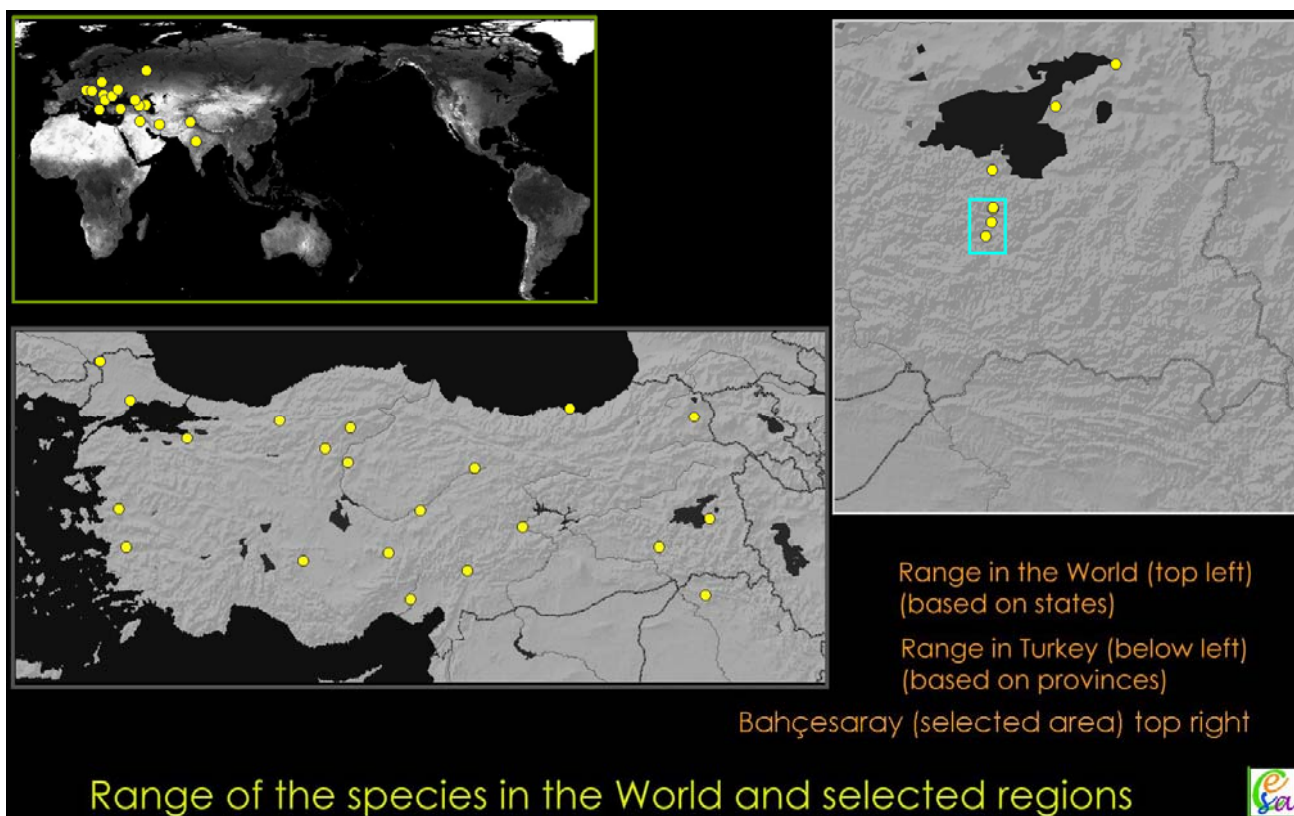 Range in the World (top left)
(based on states)
Range in Turkey (below left)
(based on provinces)
Bahçesaray (selected area) top right
Range of the species in the World and selected regions
Cesa